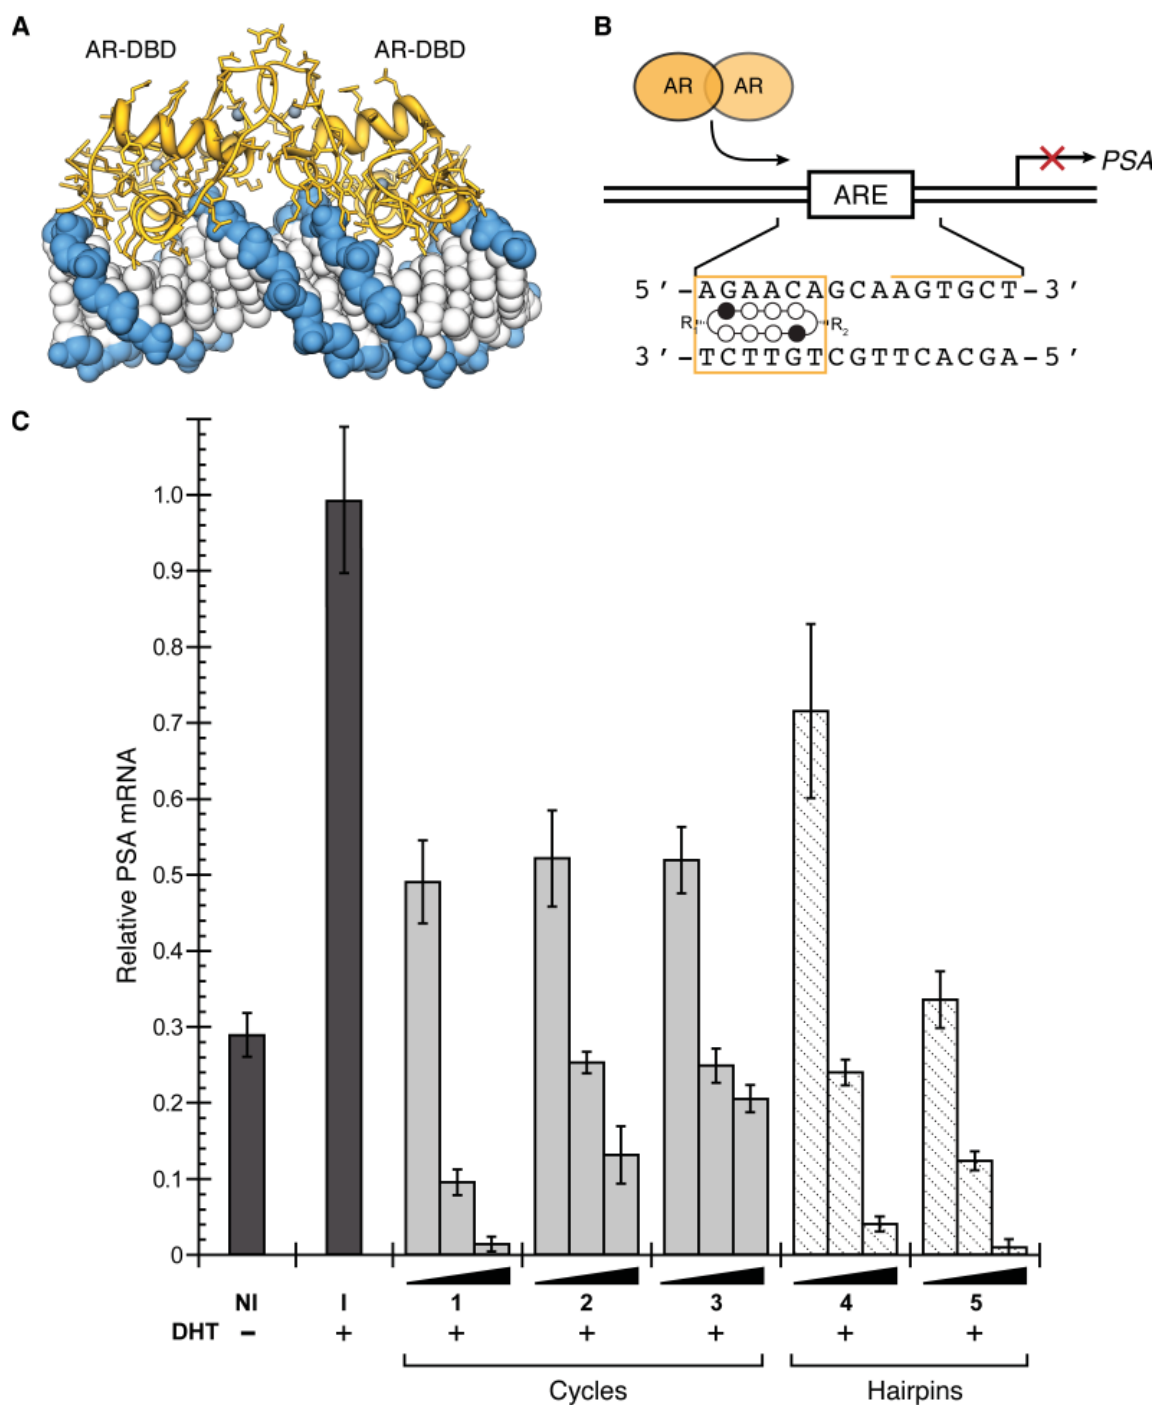 A
AR-DBD AR-DBD
B
AR AR
ARE
PSA
5'-AGAACAGCAAGTGCT-3'
R1 R2
3'-TCTTGTCGTTCACGA-5'
C
Relative PSA mRNA
1.0
0.9
0.8
0.7
0.6
0.5
0.4
0.3
0.2
0.1
0
NI I 1 2 3 4 5
DHT − + + + + + +
Cycles Hairpins